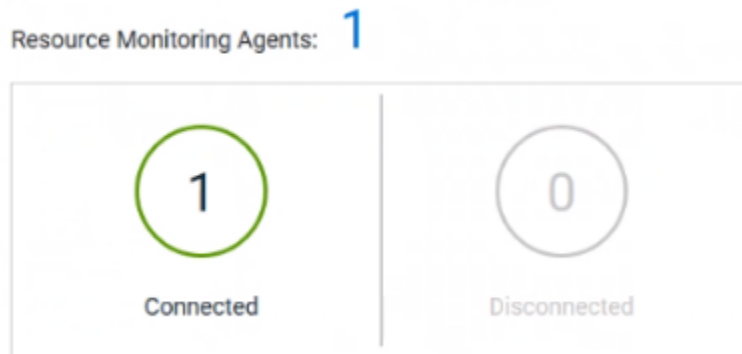 Resource Monitoring Agents: 1
1
0
Connected
Disconnected